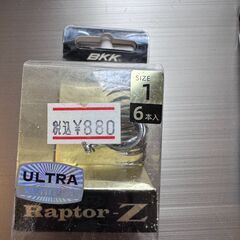 BKK
SIZE
1
6本入
税込¥880
ULTRA
Raptor-Z